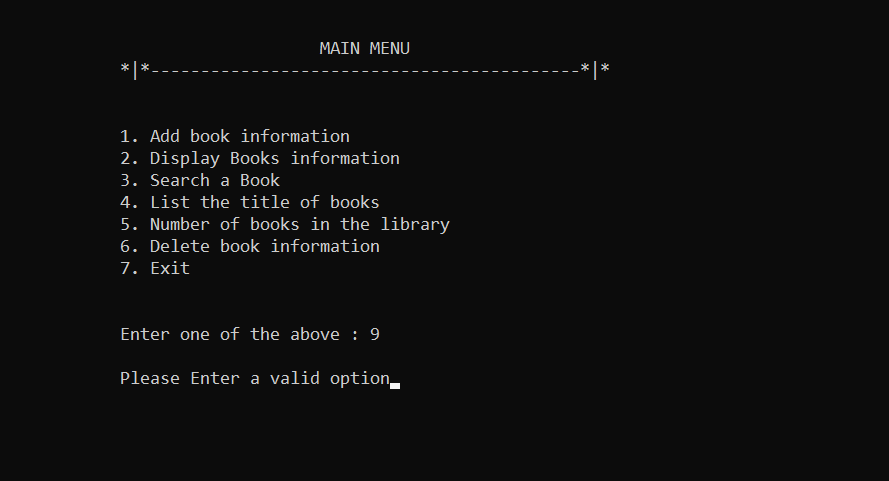 MAIN MENU
*|*-------------------------------------------*|*
1. Add book information
2. Display Books information
3. Search a Book
4. List the title of books
5. Number of books in the library
6. Delete book information
7. Exit
Enter one of the above : 9
Please Enter a valid option